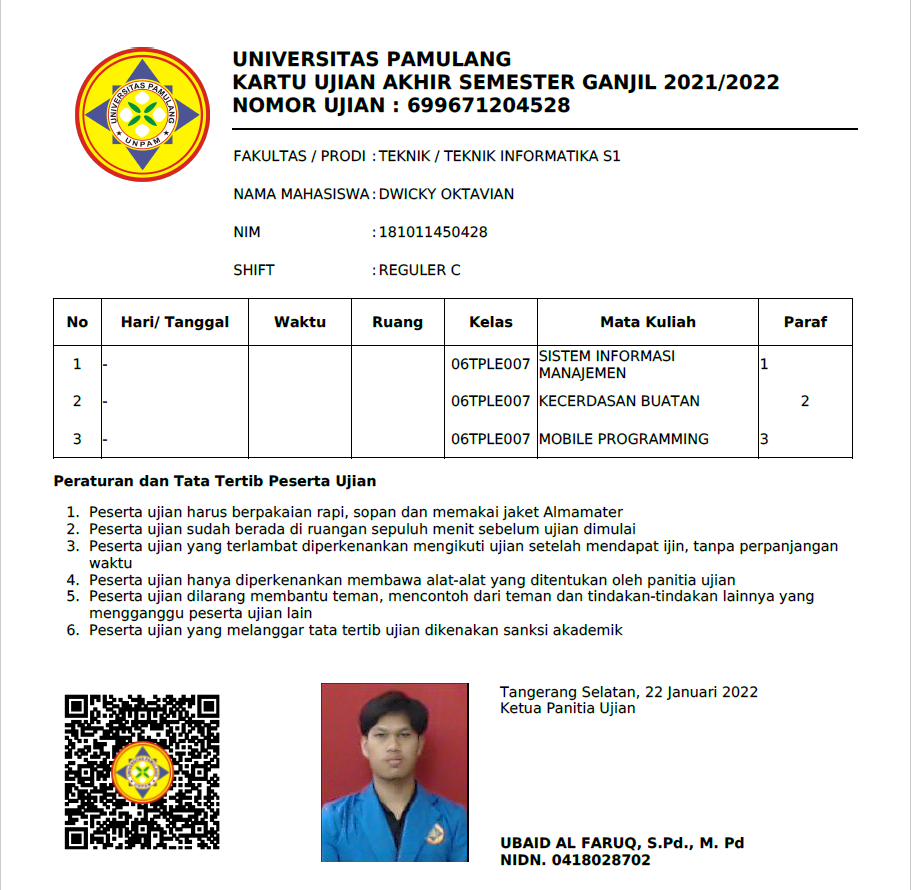 UNIVERSITAS PAMULANG
KARTU UJIAN AKHIR SEMESTER GANJIL 2021/2022
NOMOR UJIAN : 699671204528
UNIVERSITAS PAMULANG
★ UNPAM ★
FAKULTAS / PRODI : TEKNIK / TEKNIK INFORMATIKA S1
NAMA MAHASISWA : DWICKY OKTAVIAN
NIM : 181011450428
SHIFT : REGULER C
No Hari/ Tanggal Waktu Ruang Kelas Mata Kuliah Paraf
1 - 06TPLE007 SISTEM INFORMASI MANAJEMEN 1
2 - 06TPLE007 KECERDASAN BUATAN 2
3 - 06TPLE007 MOBILE PROGRAMMING 3
Peraturan dan Tata Tertib Peserta Ujian
1. Peserta ujian harus berpakaian rapi, sopan dan memakai jaket Almamater
2. Peserta ujian sudah berada di ruangan sepuluh menit sebelum ujian dimulai
3. Peserta ujian yang terlambat diperkenankan mengikuti ujian setelah mendapat ijin, tanpa perpanjangan
waktu
4. Peserta ujian hanya diperkenankan membawa alat-alat yang ditentukan oleh panitia ujian
5. Peserta ujian dilarang membantu teman, mencontoh dari teman dan tindakan-tindakan lainnya yang
mengganggu peserta ujian lain
6. Peserta ujian yang melanggar tata tertib ujian dikenakan sanksi akademik
Tangerang Selatan, 22 Januari 2022
Ketua Panitia Ujian
UBAID AL FARUQ, S.Pd., M. Pd
NIDN. 0418028702